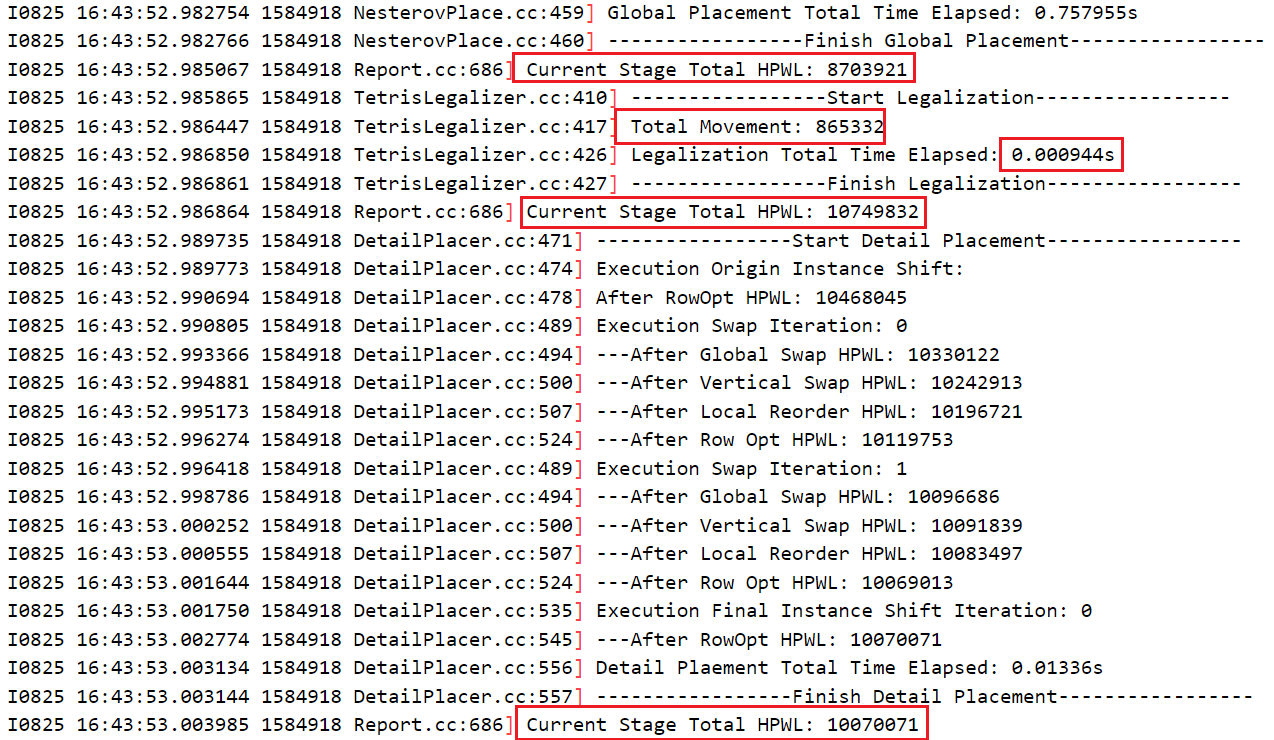 I0825 16:43:52.982754 1584918 NesterovPlace.cc:459] Global Placement Total Time Elapsed: 0.757955s
I0825 16:43:52.982766 1584918 NesterovPlace.cc:460] -----------------Finish Global Placement-----------------
I0825 16:43:52.985067 1584918 Report.cc:686] Current Stage Total HPWL: 8703921
I0825 16:43:52.985865 1584918 TetrisLegalizer.cc:410] -----------------Start Legalization-----------------
I0825 16:43:52.986447 1584918 TetrisLegalizer.cc:417] Total Movement: 865332
I0825 16:43:52.986850 1584918 TetrisLegalizer.cc:426] Legalization Total Time Elapsed: 0.000944s
I0825 16:43:52.986861 1584918 TetrisLegalizer.cc:427] -----------------Finish Legalization-----------------
I0825 16:43:52.986864 1584918 Report.cc:686] Current Stage Total HPWL: 10749832
I0825 16:43:52.989735 1584918 DetailPlacer.cc:471] -----------------Start Detail Placement-----------------
I0825 16:43:52.989773 1584918 DetailPlacer.cc:474] Execution Origin Instance Shift:
I0825 16:43:52.990694 1584918 DetailPlacer.cc:478] After RowOpt HPWL: 10468045
I0825 16:43:52.990805 1584918 DetailPlacer.cc:489] Execution Swap Iteration: 0
I0825 16:43:52.993366 1584918 DetailPlacer.cc:494] ---After Global Swap HPWL: 10330122
I0825 16:43:52.994881 1584918 DetailPlacer.cc:500] ---After Vertical Swap HPWL: 10242913
I0825 16:43:52.995173 1584918 DetailPlacer.cc:507] ---After Local Reorder HPWL: 10196721
I0825 16:43:52.996274 1584918 DetailPlacer.cc:524] ---After Row Opt HPWL: 10119753
I0825 16:43:52.996418 1584918 DetailPlacer.cc:489] Execution Swap Iteration: 1
I0825 16:43:52.998786 1584918 DetailPlacer.cc:494] ---After Global Swap HPWL: 10096686
I0825 16:43:53.000252 1584918 DetailPlacer.cc:500] ---After Vertical Swap HPWL: 10091839
I0825 16:43:53.000555 1584918 DetailPlacer.cc:507] ---After Local Reorder HPWL: 10083497
I0825 16:43:53.001644 1584918 DetailPlacer.cc:524] ---After Row Opt HPWL: 10069013
I0825 16:43:53.001750 1584918 DetailPlacer.cc:535] Execution Final Instance Shift Iteration: 0
I0825 16:43:53.002774 1584918 DetailPlacer.cc:545] ---After RowOpt HPWL: 10070071
I0825 16:43:53.003134 1584918 DetailPlacer.cc:556] Detail Plaement Total Time Elapsed: 0.01336s
I0825 16:43:53.003144 1584918 DetailPlacer.cc:557] -----------------Finish Detail Placement-----------------
I0825 16:43:53.003985 1584918 Report.cc:686] Current Stage Total HPWL: 10070071